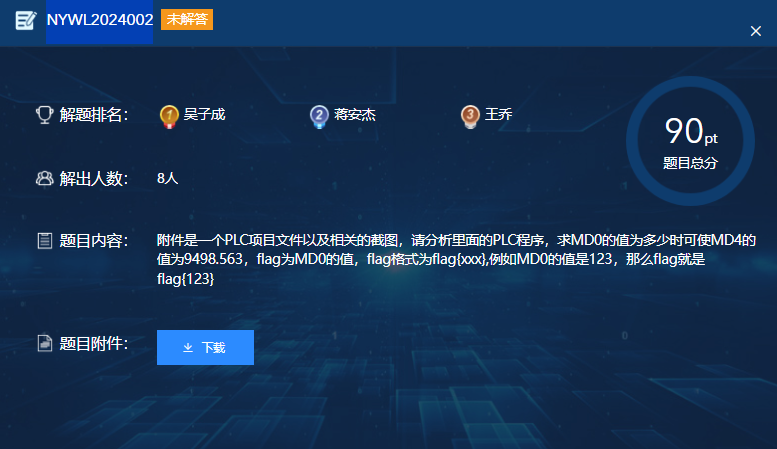 NYWL2024002 未解答
×
解题排名： 1 吴子成 2 蒋安杰 3 王乔
90pt
题目总分
解出人数： 8人
题目内容： 附件是一个PLC项目文件以及相关的截图，请分析里面的PLC程序，求MD0的值为多少时可使MD4的
值为9498.563，flag为MD0的值，flag格式为flag{xxx},例如MD0的值是123，那么flag就是
flag{123}
题目附件： 下载